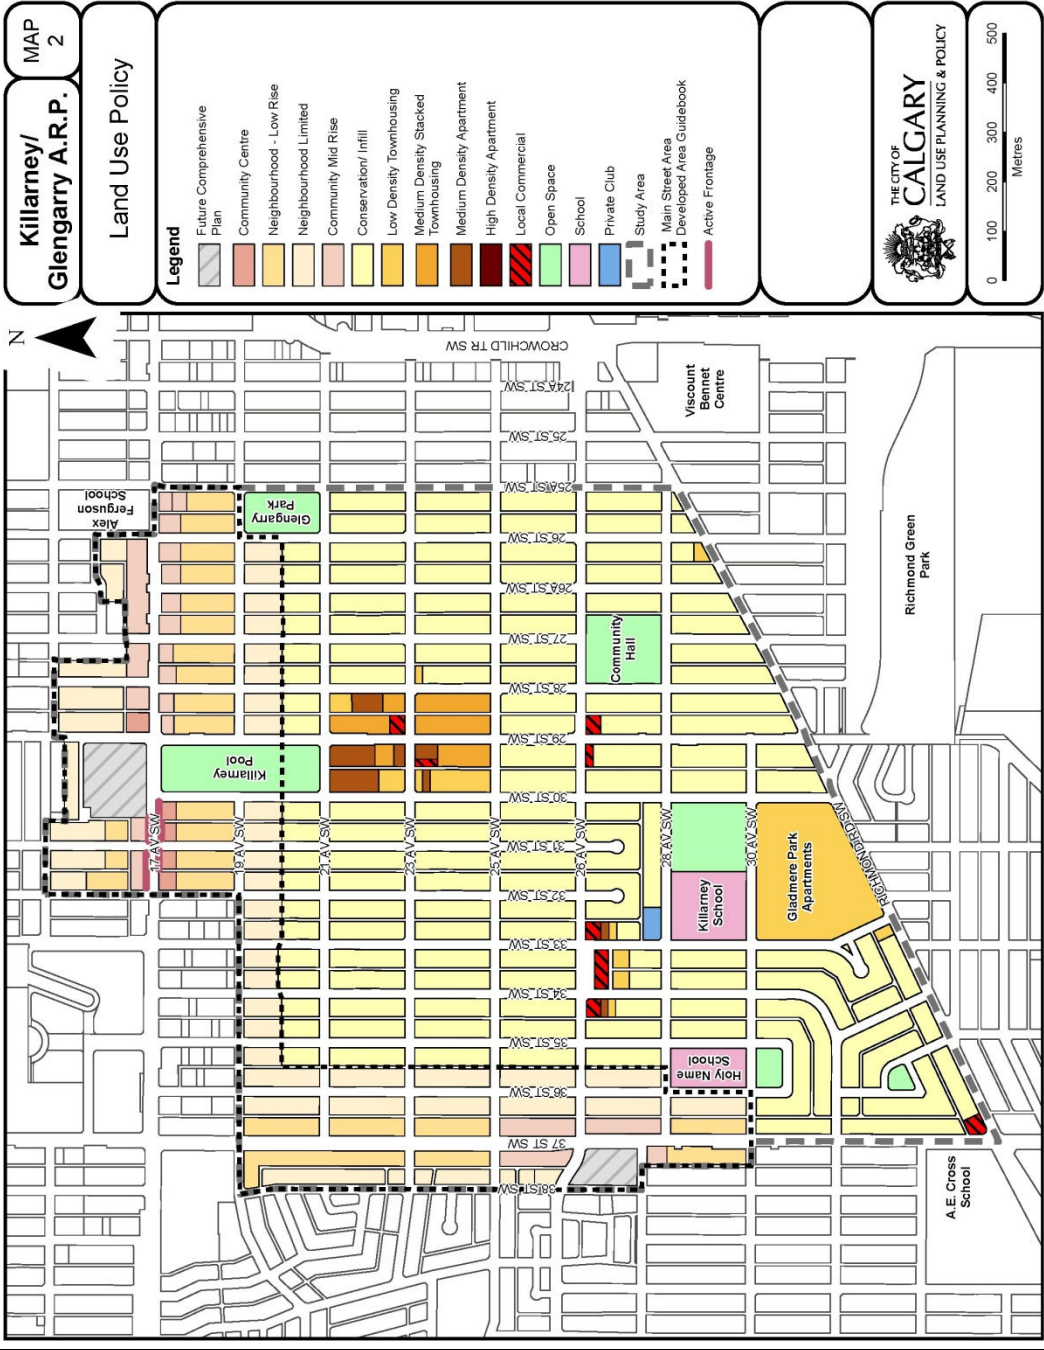 Killarney/
Glengarry A.R.P.
MAP
2
Land Use Policy
Legend
Future Comprehensive
Plan
Community Centre
Neighbourhood - Low Rise
Neighbourhood Limited
Community Mid Rise
Conservation/ Infill
Low Density Townhousing
Medium Density Stacked
Townhousing
Medium Density Apartment
High Density Apartment
Local Commercial
Open Space
School
Private Club
Study Area
Main Street Area
Developed Area Guidebook
Active Frontage
THE CITY OF
CALGARY
LAND USE PLANNING & POLICY
0 100 200 300 400 500
Metres
N
CROWCHILD TR SW
24A ST SW
25 ST SW
25A ST SW
26 ST SW
26A ST SW
27 ST SW
28 ST SW
29 ST SW
30 ST SW
31 ST SW
32 ST SW
33 ST SW
34 ST SW
35 ST SW
36 ST SW
37 ST SW
38 ST SW
17 AV SW
19 AV SW
21 AV SW
23 AV SW
25 AV SW
26 AV SW
28 AV SW
30 AV SW
RICHMOND RD SW
Alex
Ferguson
School
Glengarry
Park
Killarney
Pool
Viscount
Bennet
Centre
Community
Hall
Richmond Green
Park
Killarney
School
Gladmere Park
Apartments
Holy Name
School
A.E. Cross
School